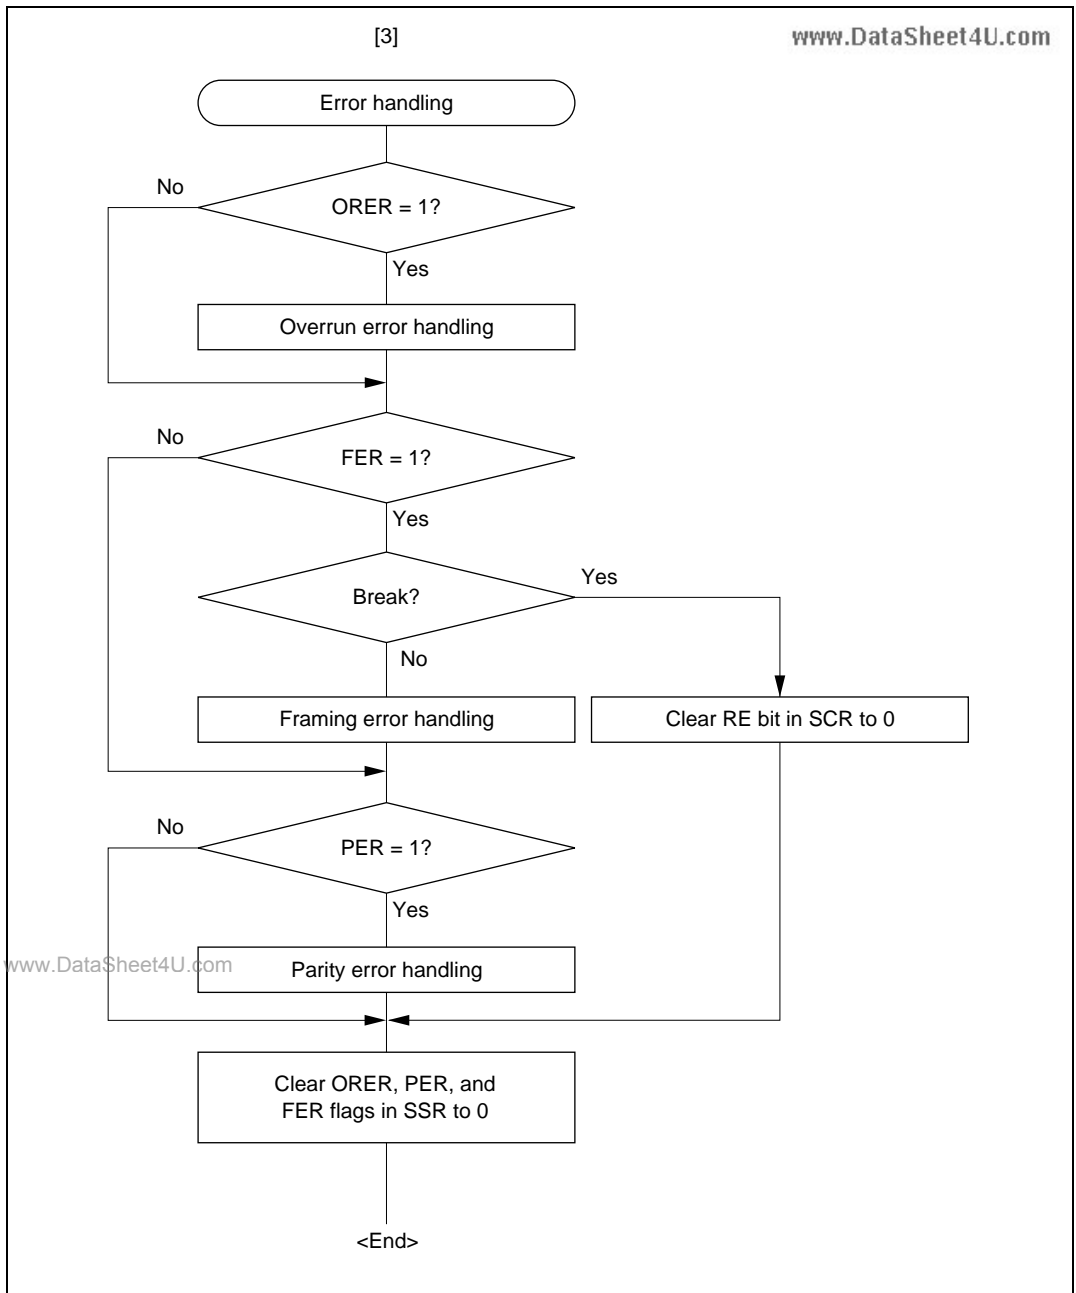 [3]
www.DataSheet4U.com
Error handling
No
ORER = 1?
Yes
Overrun error handling
No
FER = 1?
Yes
Break?
Yes
No
Framing error handling
Clear RE bit in SCR to 0
No
PER = 1?
Yes
www.DataSheet4U.com
Parity error handling
Clear ORER, PER, and
FER flags in SSR to 0
<End>